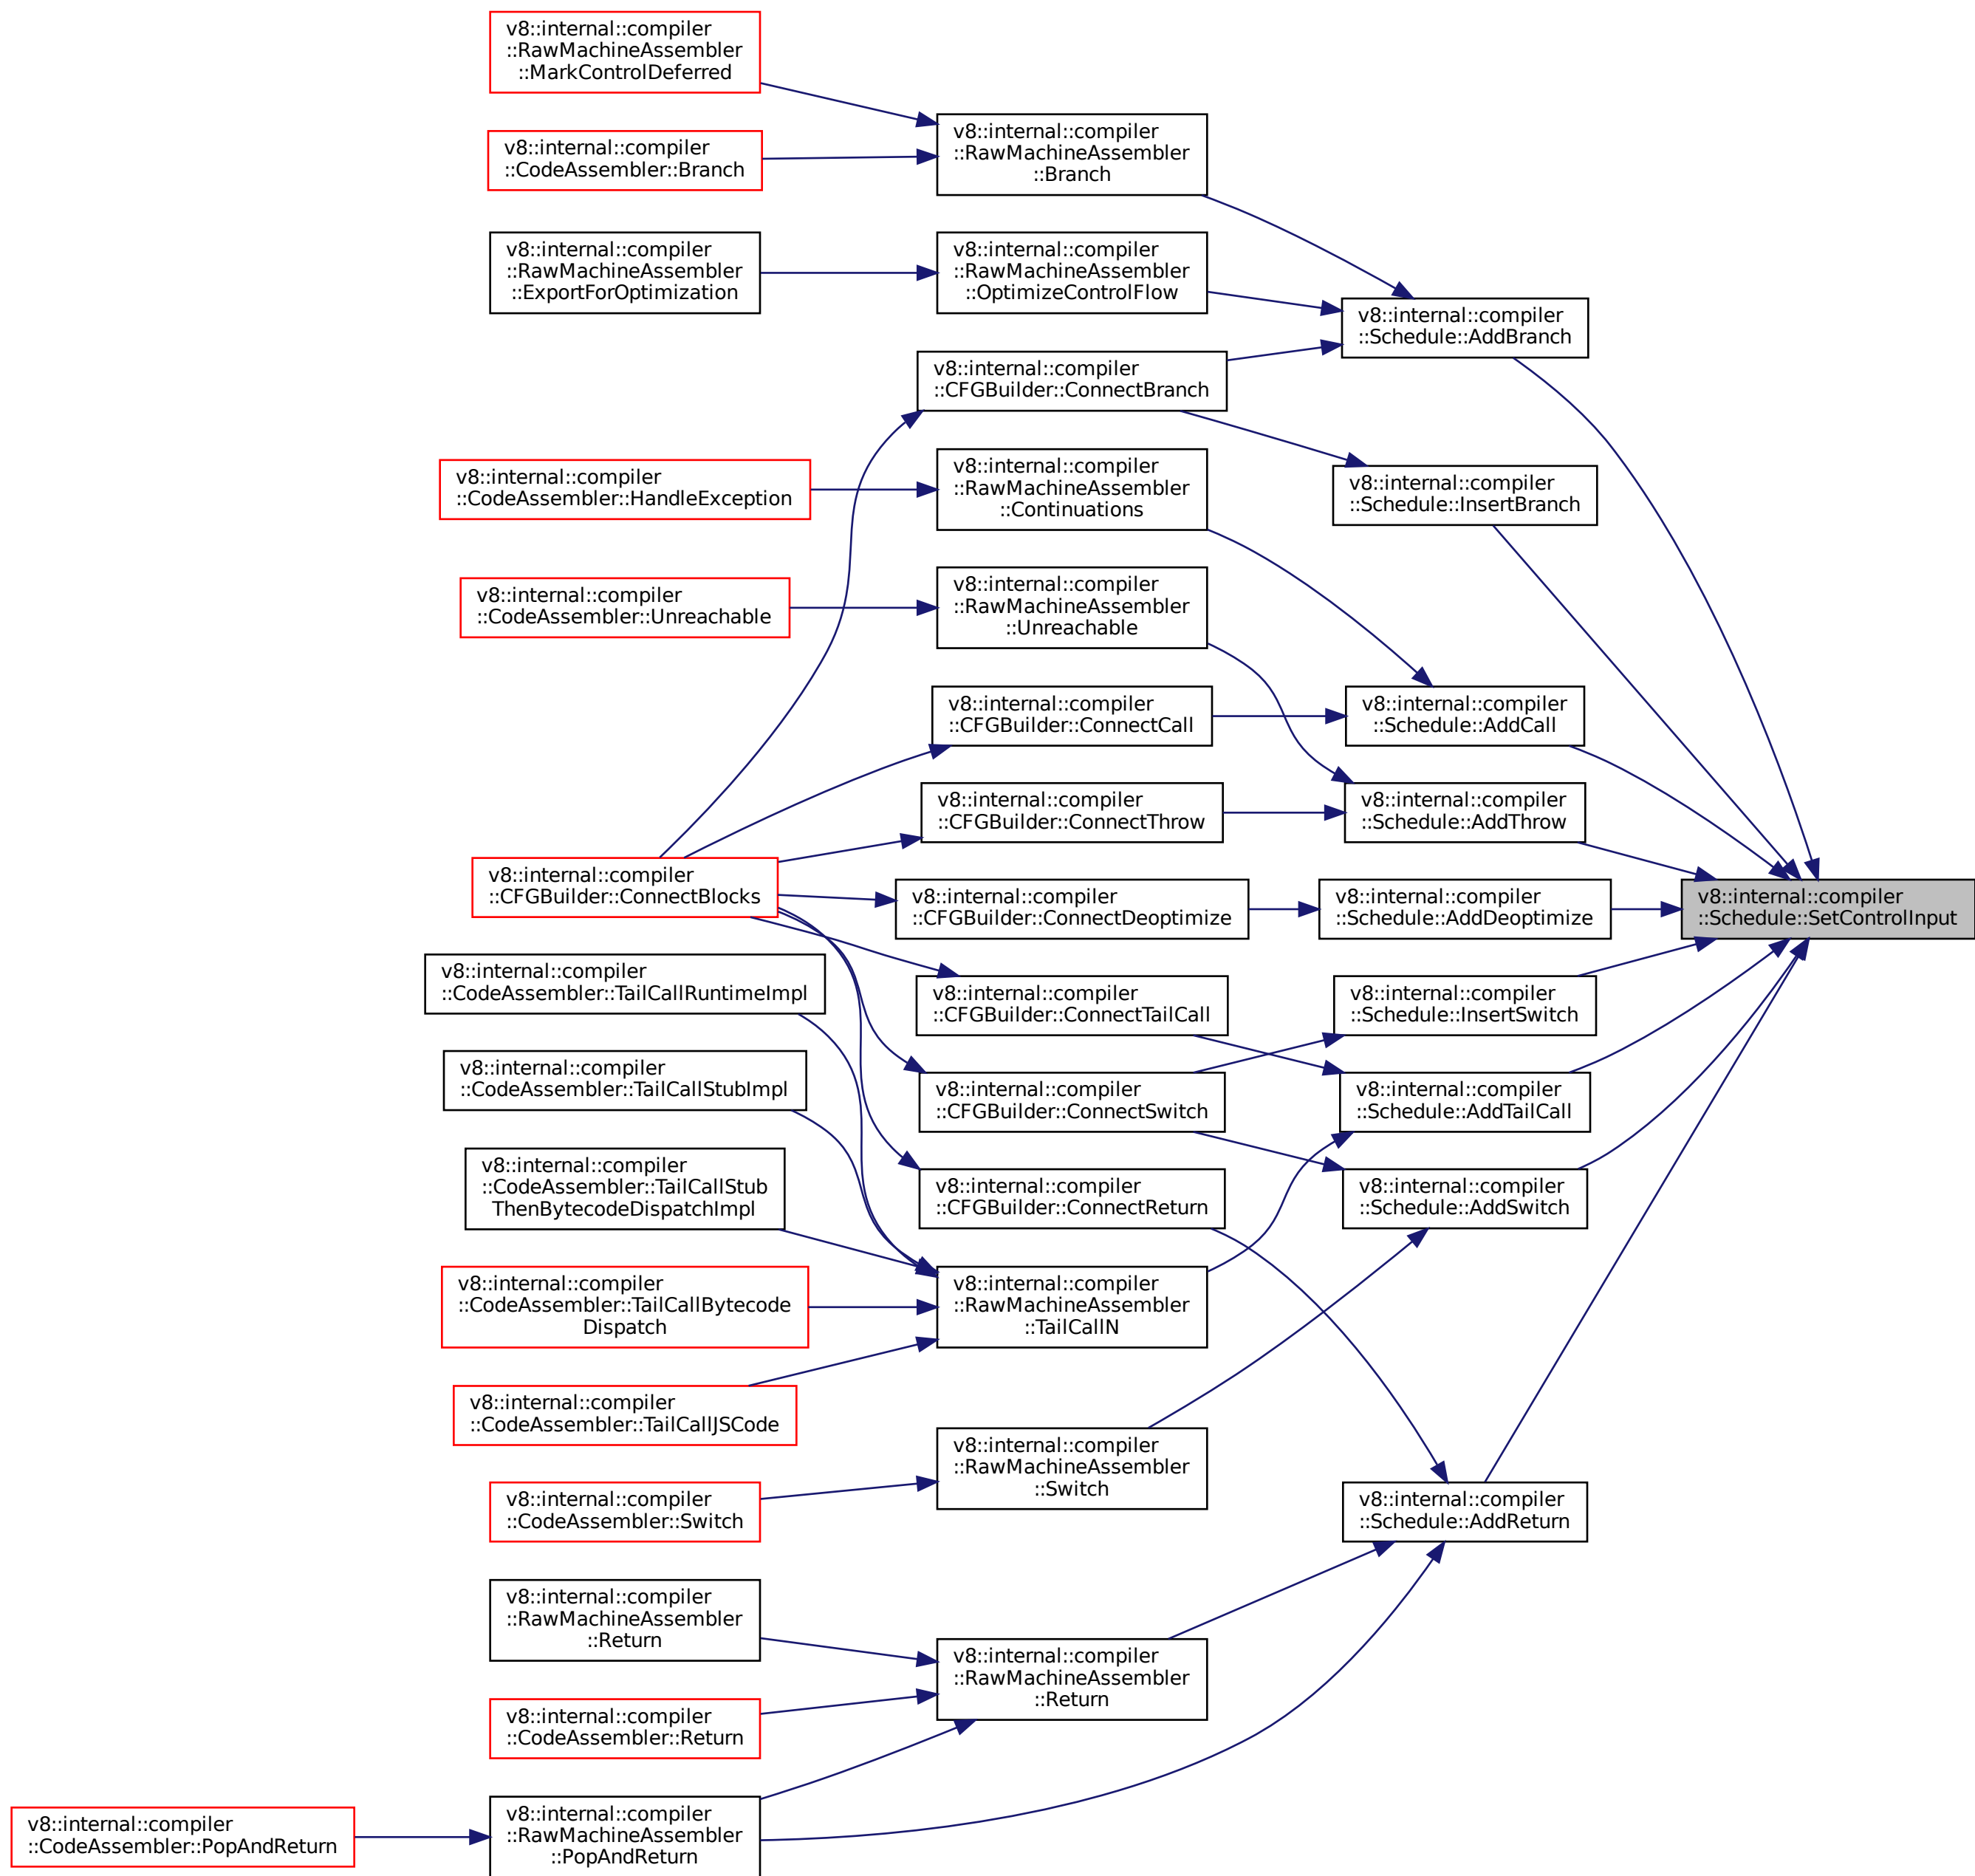 v8::internal::compiler
::RawMachineAssembler
::MarkControlDeferred
v8::internal::compiler
::CodeAssembler::Branch
v8::internal::compiler
::RawMachineAssembler
::ExportForOptimization
v8::internal::compiler
::CodeAssembler::HandleException
v8::internal::compiler
::CodeAssembler::Unreachable
v8::internal::compiler
::CFGBuilder::ConnectBlocks
v8::internal::compiler
::CodeAssembler::TailCallRuntimeImpl
v8::internal::compiler
::CodeAssembler::TailCallStubImpl
v8::internal::compiler
::CodeAssembler::TailCallStub
ThenBytecodeDispatchImpl
v8::internal::compiler
::CodeAssembler::TailCallBytecode
Dispatch
v8::internal::compiler
::CodeAssembler::TailCallJSCode
v8::internal::compiler
::CodeAssembler::Switch
v8::internal::compiler
::RawMachineAssembler
::Return
v8::internal::compiler
::CodeAssembler::Return
v8::internal::compiler
::CodeAssembler::PopAndReturn
v8::internal::compiler
::RawMachineAssembler
::PopAndReturn
v8::internal::compiler
::RawMachineAssembler
::Branch
v8::internal::compiler
::RawMachineAssembler
::OptimizeControlFlow
v8::internal::compiler
::CFGBuilder::ConnectBranch
v8::internal::compiler
::RawMachineAssembler
::Continuations
v8::internal::compiler
::RawMachineAssembler
::Unreachable
v8::internal::compiler
::CFGBuilder::ConnectCall
v8::internal::compiler
::CFGBuilder::ConnectThrow
v8::internal::compiler
::CFGBuilder::ConnectDeoptimize
v8::internal::compiler
::CFGBuilder::ConnectTailCall
v8::internal::compiler
::CFGBuilder::ConnectSwitch
v8::internal::compiler
::CFGBuilder::ConnectReturn
v8::internal::compiler
::RawMachineAssembler
::TailCallN
v8::internal::compiler
::RawMachineAssembler
::Switch
v8::internal::compiler
::RawMachineAssembler
::Return
v8::internal::compiler
::Schedule::AddBranch
v8::internal::compiler
::Schedule::InsertBranch
v8::internal::compiler
::Schedule::AddCall
v8::internal::compiler
::Schedule::AddThrow
v8::internal::compiler
::Schedule::AddDeoptimize
v8::internal::compiler
::Schedule::InsertSwitch
v8::internal::compiler
::Schedule::AddTailCall
v8::internal::compiler
::Schedule::AddSwitch
v8::internal::compiler
::Schedule::AddReturn
v8::internal::compiler
::Schedule::SetControlInput